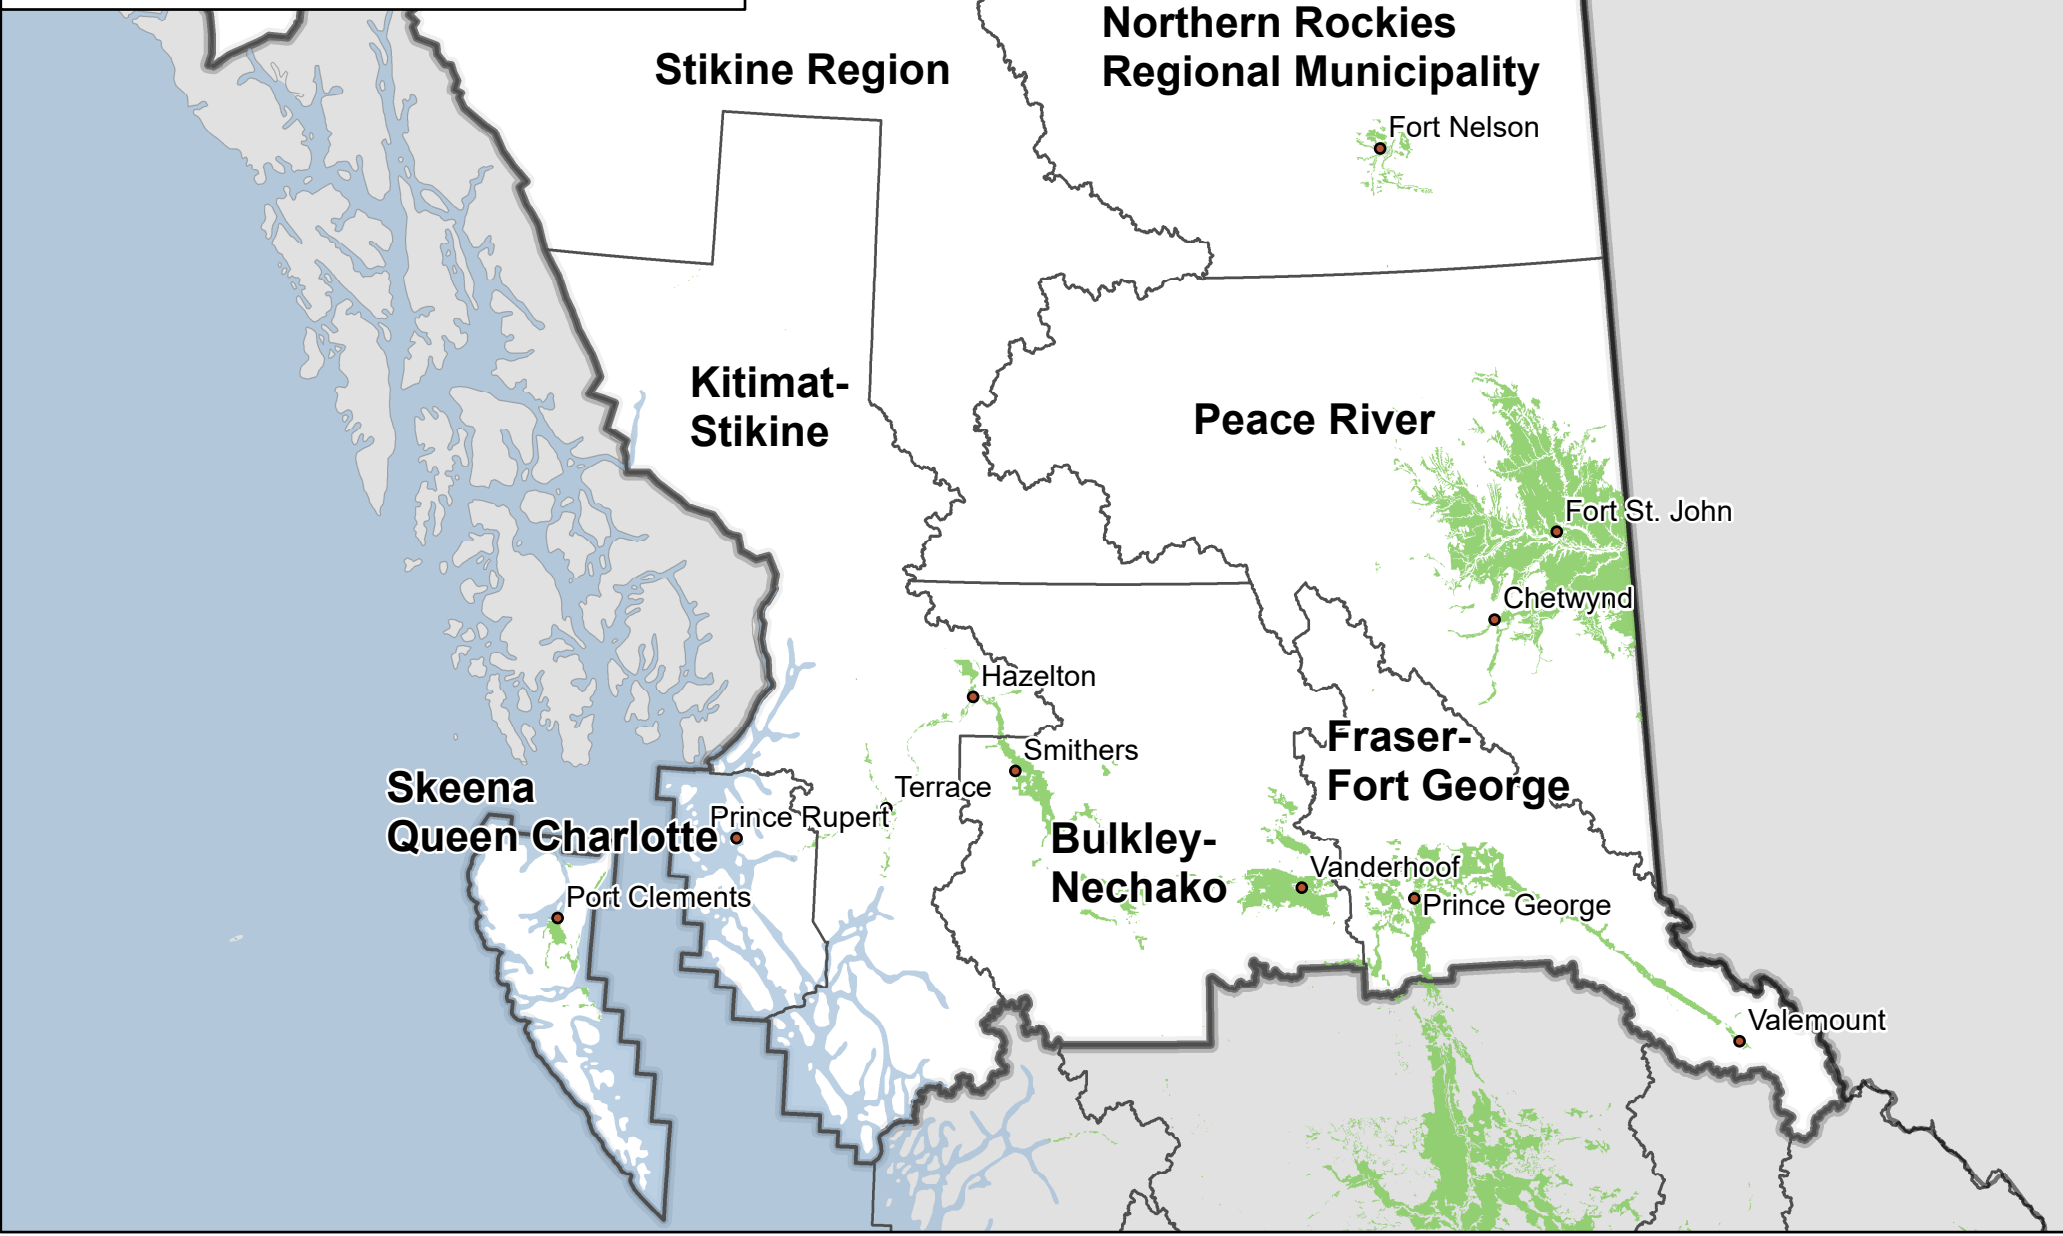 Northern Rockies
Regional Municipality
Stikine Region
Fort Nelson
Kitimat-
Stikine
Peace River
Fort St. John
Chetwynd
Hazelton
Smithers
Fraser-
Fort George
Skeena
Queen Charlotte
Terrace
Prince Rupert
Bulkley-
Nechako
Vanderhoof
Port Clements
Prince George
Valemount